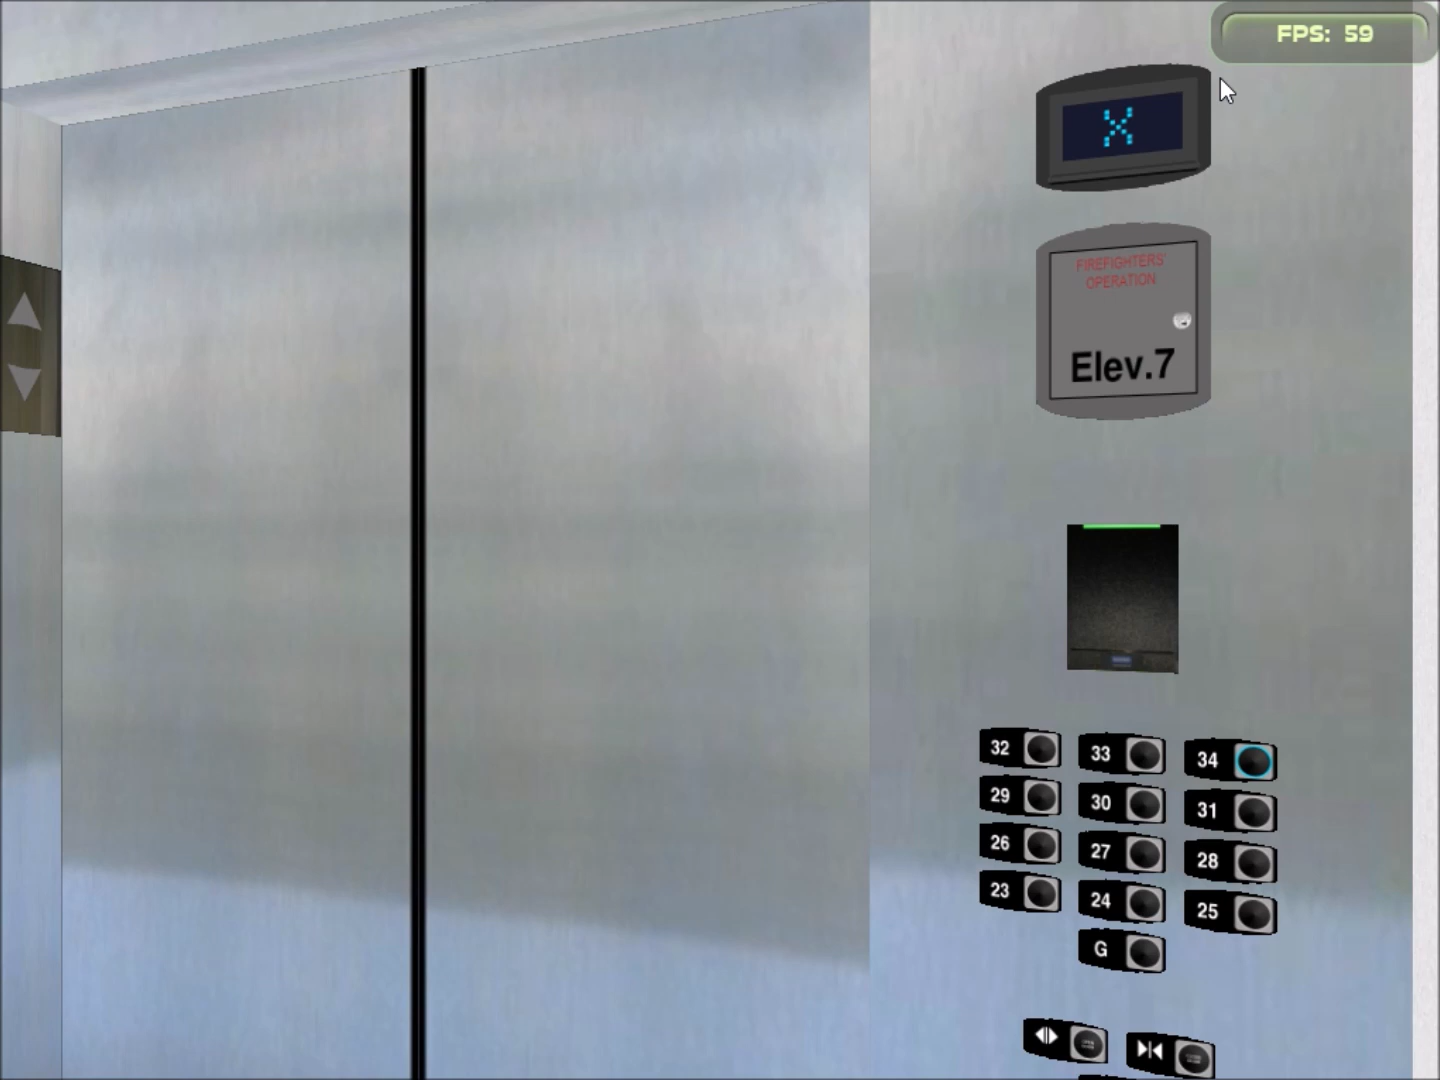 FPS: 59
X
FIREFIGHTERS'
OPERATION
Elev.7
32 33 34
29 30 31
26 27 28
23 24 25
G